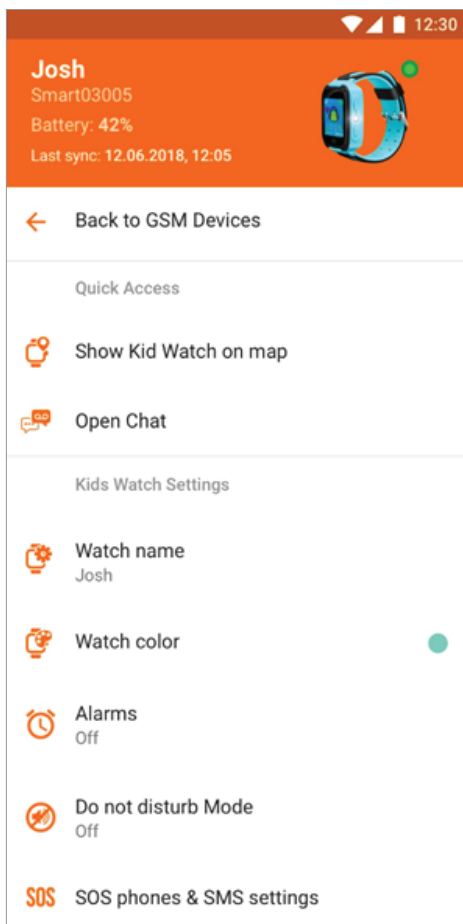 12:30
Josh
Smart03005
Battery: 42%
Last sync: 12.06.2018, 12:05
Back to GSM Devices
Quick Access
Show Kid Watch on map
Open Chat
Kids Watch Settings
Watch name
Josh
Watch color
Alarms
Off
Do not disturb Mode
Off
SOS SOS phones & SMS settings